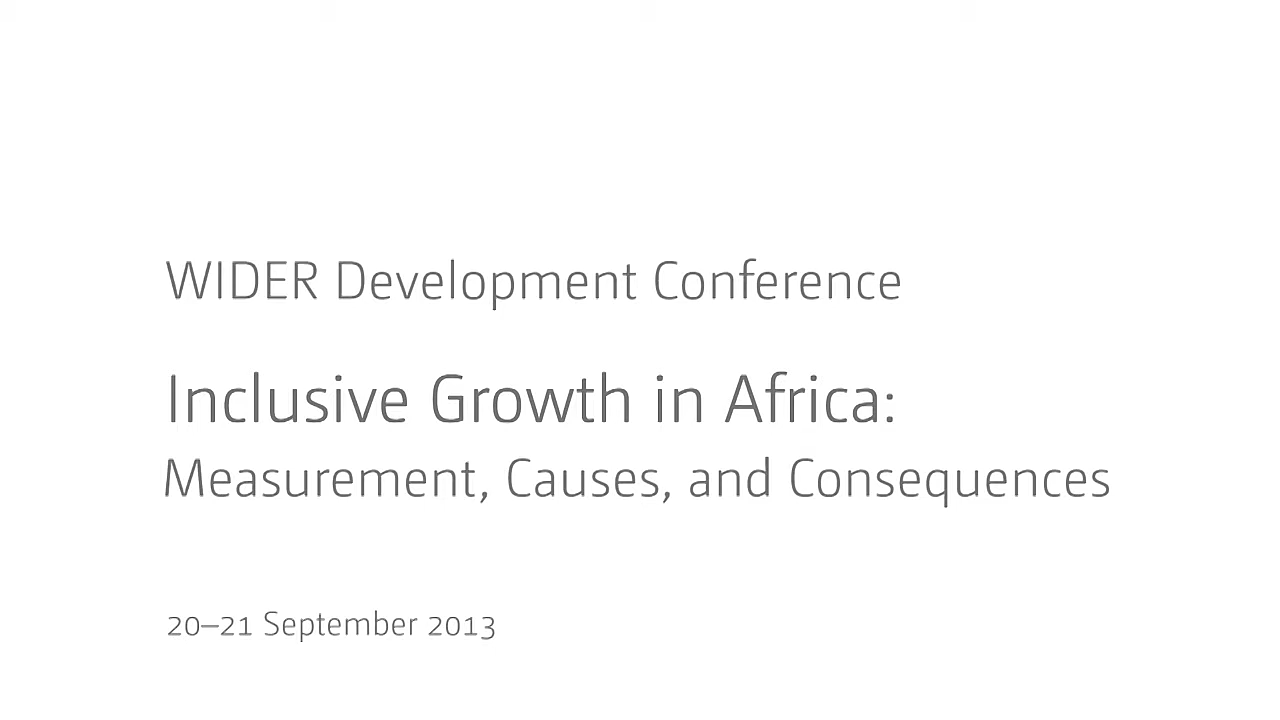 WIDER Development Conference
Inclusive Growth in Africa:
Measurement, Causes, and Consequences
20–21 September 2013